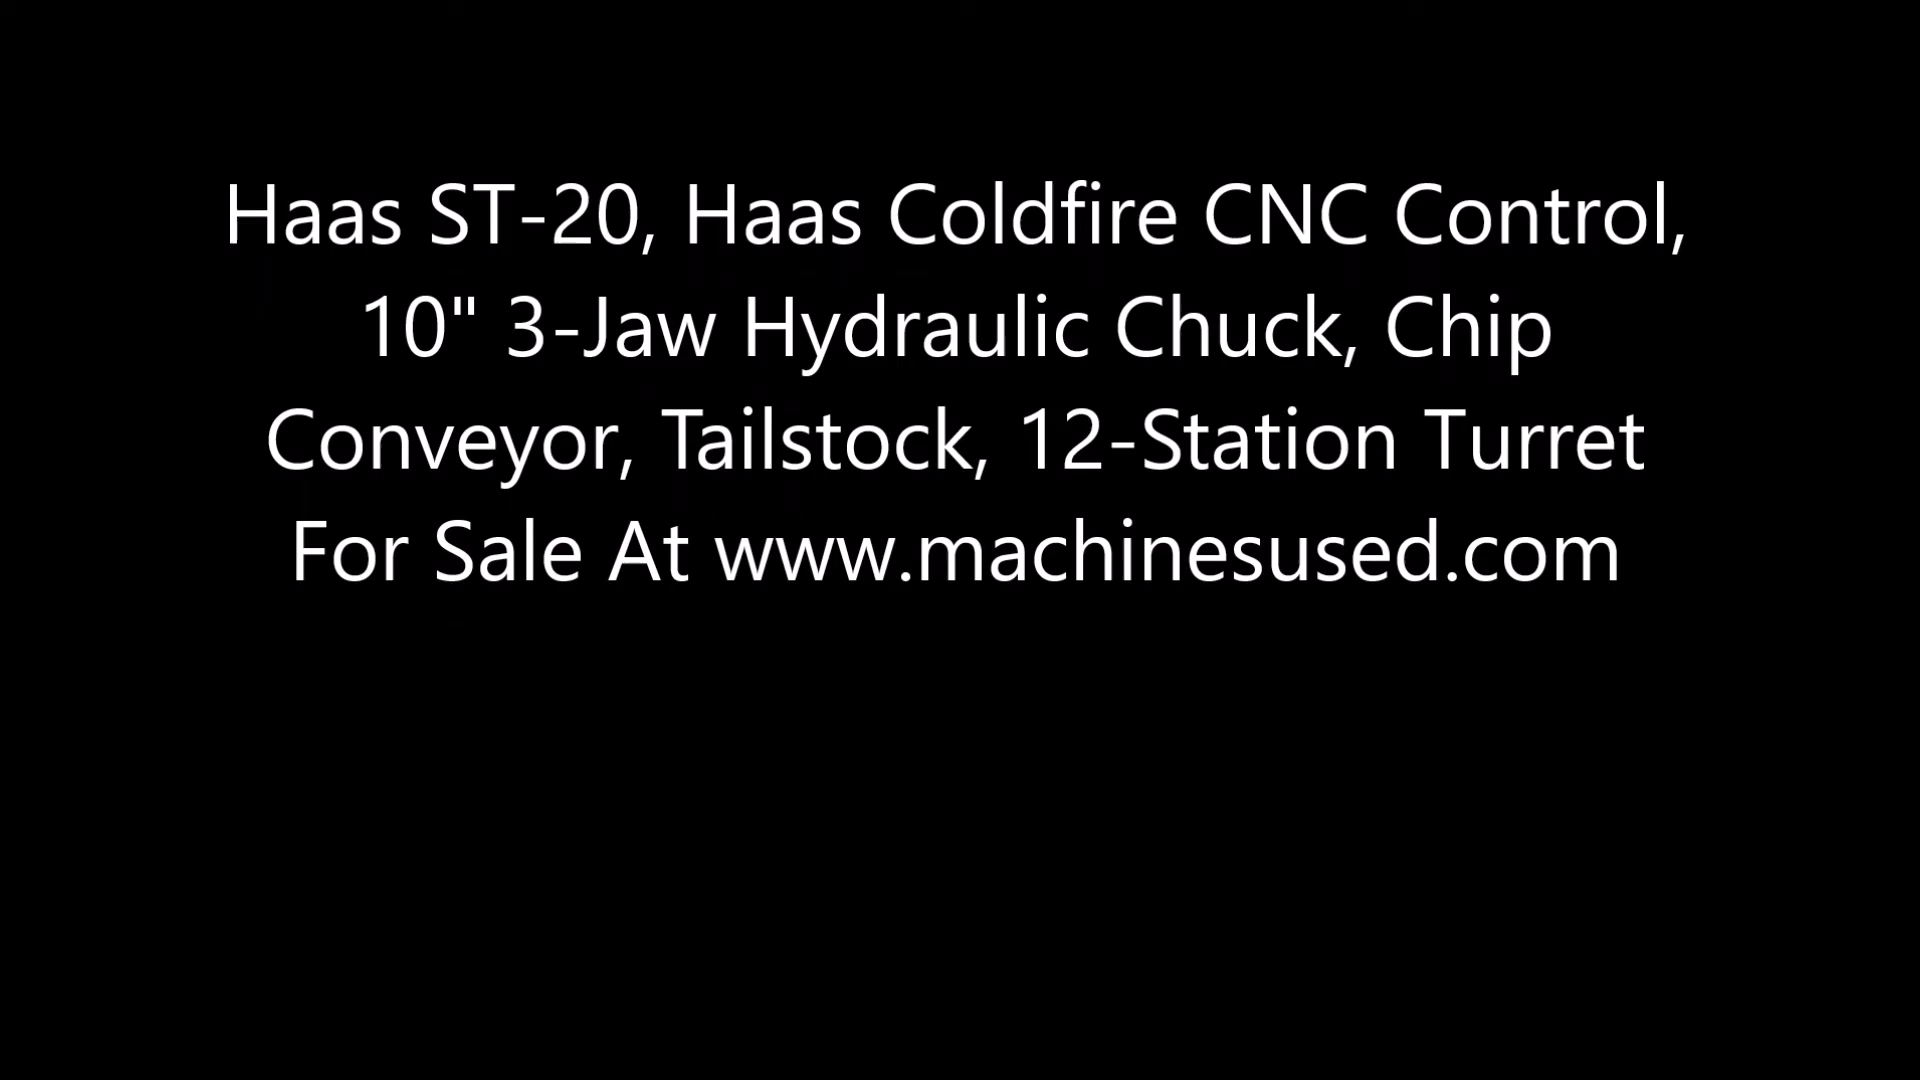 Haas ST-20, Haas Coldfire CNC Control,
10" 3-Jaw Hydraulic Chuck, Chip
Conveyor, Tailstock, 12-Station Turret
For Sale At www.machinesused.com